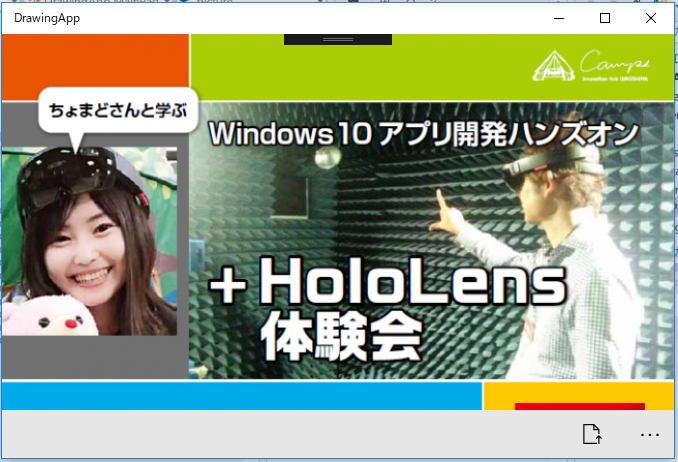 DrawingApp
Camps
Innovation Hub HIROSHIMA
ちょまどさんと学ぶ
Windows10 アプリ開発ハンズオン
+ HoloLens
体験会